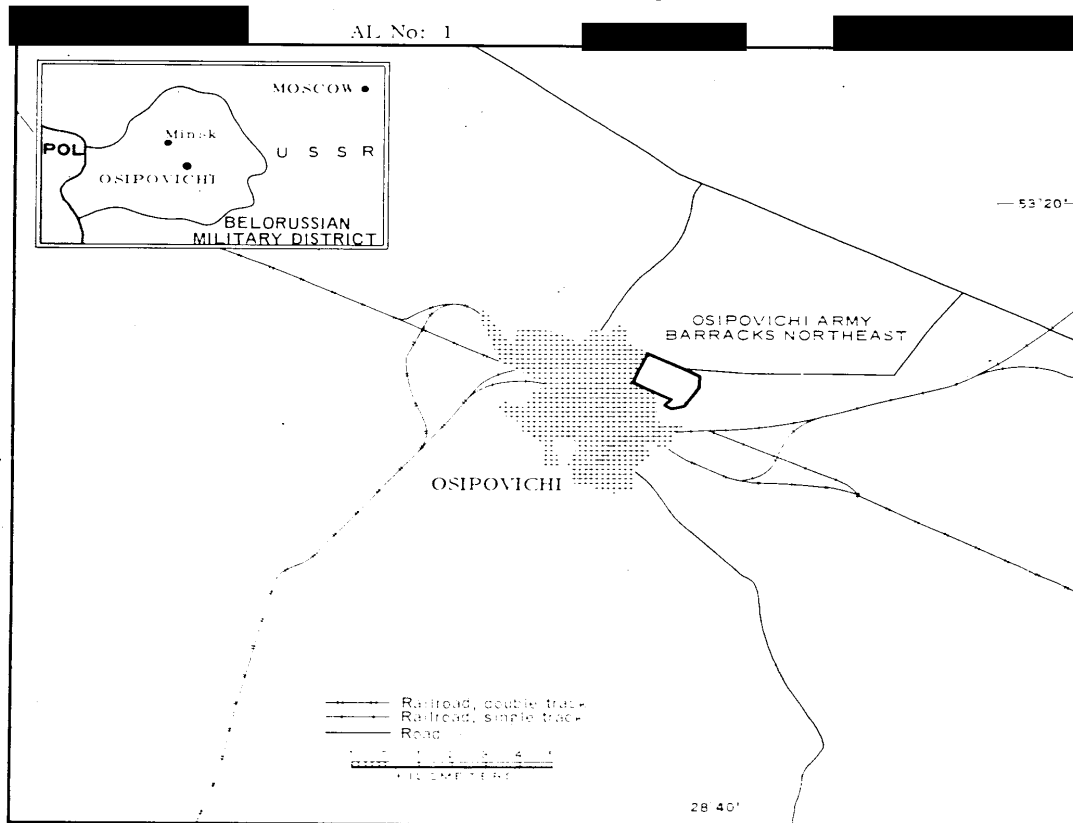 AL No: 1
MOSCOW
Minsk
POL
U S S R
OSIPOVICHI
BELORUSSIAN
MILITARY DISTRICT
53°20'
OSIPOVICHI ARMY
BARRACKS NORTHEAST
OSIPOVICHI
Railroad, double track
Railroad, single track
Road
KILOMETERS
28°40'